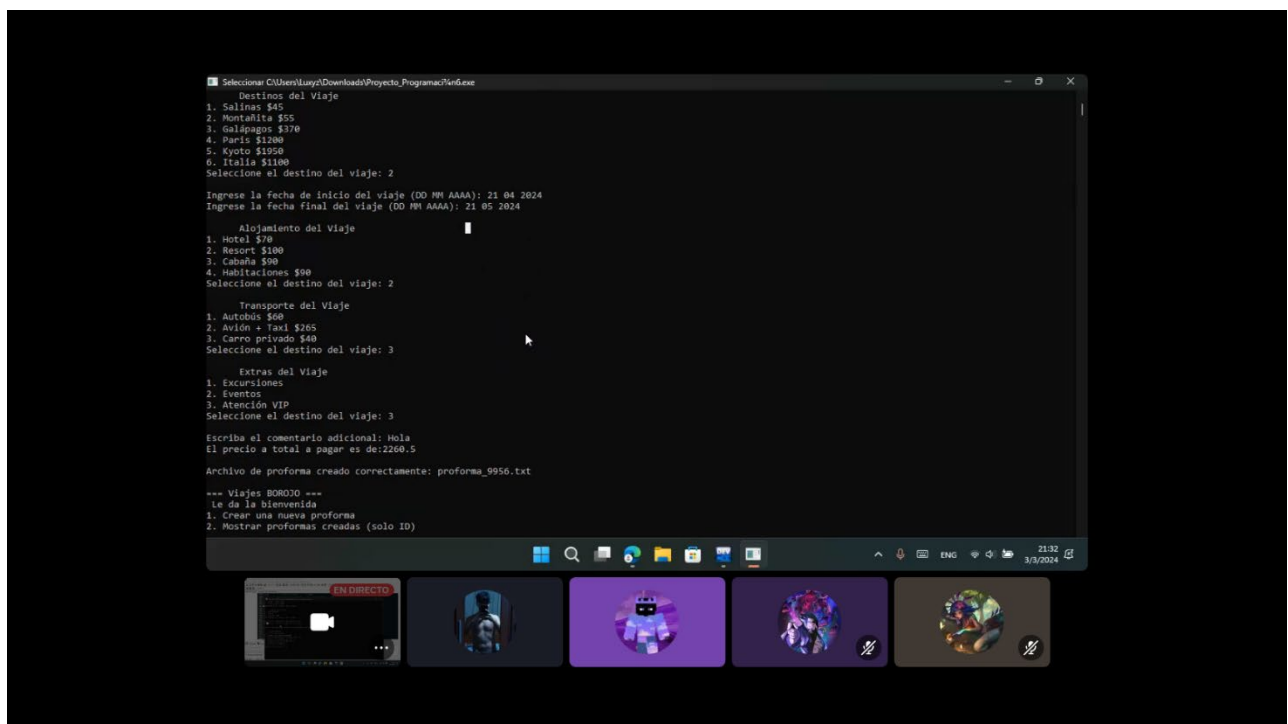 Seleccionar C:\Users\Luxyz\Downloads\Proyecto_Programaci¾n6.exe
Destinos del Viaje
1. Salinas $45
2. Montañita $55
3. Galápagos $370
4. Paris $1200
5. Kyoto $1950
6. Italia $1100
Seleccione el destino del viaje: 2
Ingrese la fecha de inicio del viaje (DD MM AAAA): 21 04 2024
Ingrese la fecha final del viaje (DD MM AAAA): 21 05 2024
Alojamiento del Viaje
1. Hotel $70
2. Resort $100
3. Cabaña $90
4. Habitaciones $90
Seleccione el destino del viaje: 2
Transporte del Viaje
1. Autobús $60
2. Avión + Taxi $265
3. Carro privado $40
Seleccione el destino del viaje: 3
Extras del Viaje
1. Excursiones
2. Eventos
3. Atención VIP
Seleccione el destino del viaje: 3
Escriba el comentario adicional: Hola
El precio a total a pagar es de:2260.5
Archivo de proforma creado correctamente: proforma_9956.txt
=== Viajes BOROJO ===
Le da la bienvenida
1. Crear una nueva proforma
2. Mostrar proformas creadas (solo ID)
ENG
21:32
3/3/2024
EN DIRECTO